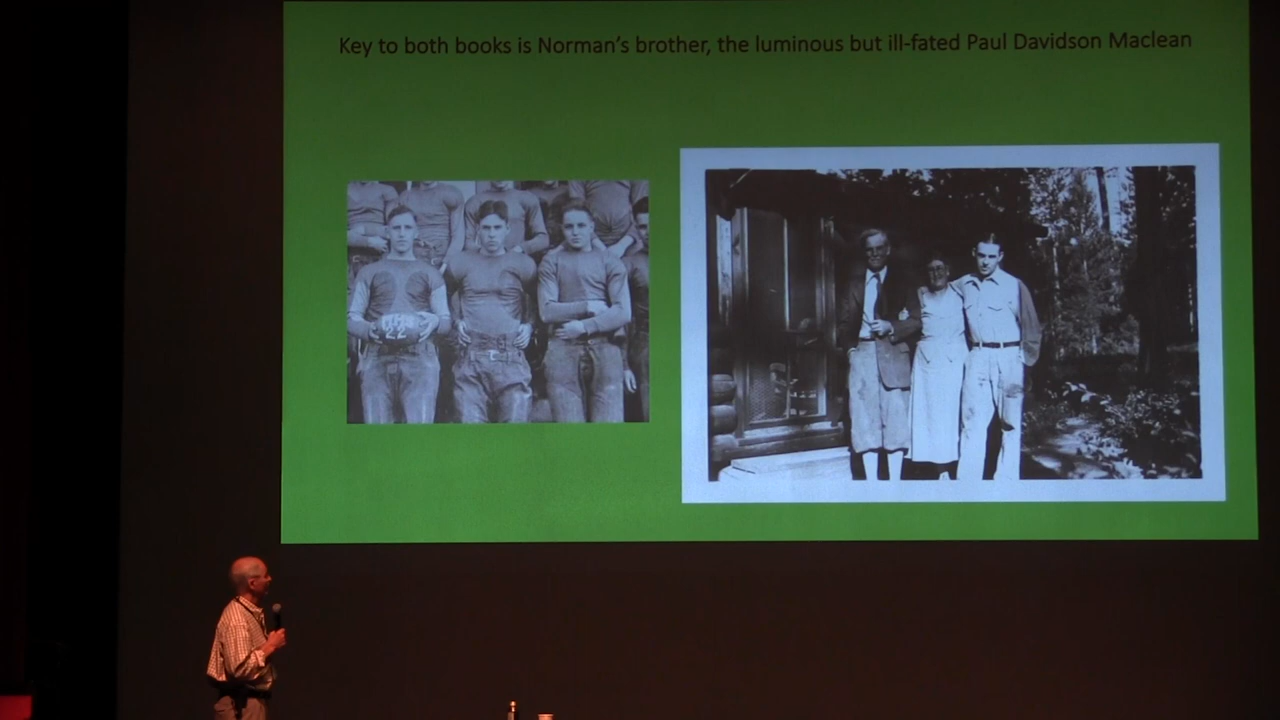 Key to both books is Norman's brother, the luminous but ill-fated Paul Davidson Maclean
22